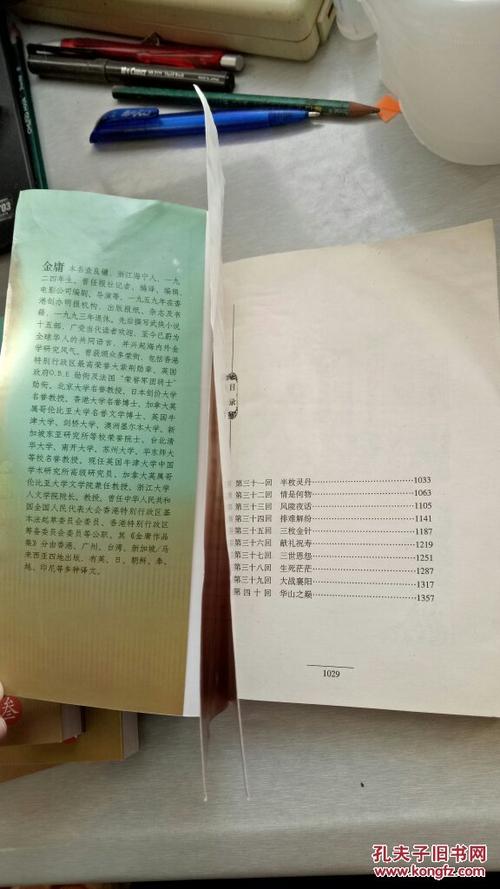 金庸 本名查良镛，浙江海宁人，一九
二四年生。曾任报社记者、编译、编辑，
电影公司编剧、导演等；一九五九年在香
港创办明报机构，出版报纸、杂志及书
籍，一九九三年退休。先后撰写武侠小说
十五部，广受当代读者欢迎，至今已蔚为
全球华人的共同语言，并兴起海内外金
学研究风气。曾获颁众多荣衔，包括香港
特别行政区最高荣誉大紫荆勋章、英国
政府O.B.E勋衔及法国“荣誉军团骑士”
勋衔，北京大学名誉教授、日本创价大学
名誉教授、香港大学名誉博士、加拿大英
属哥伦比亚大学名誉文学博士、英国牛
津大学、剑桥大学、澳洲墨尔本大学、新
加坡东亚研究所等校荣誉院士，台北清
华大学、南开大学、苏州大学、华东师大
等校名誉教授。现任英国牛津大学中国
学术研究所高级研究员，加拿大英属哥
伦比亚大学文学院兼任教授，浙江大学
人文学院院长、教授。曾任中华人民共和
国全国人民代表大会香港特别行政区基
本法起草委员会委员、香港特别行政区
筹备委员会委员等公职。其《金庸作品
集》分由香港、广州、台湾、新加坡/马
来西亚四地出版，有英、日、朝鲜、泰、
越、印尼等多种译文。
目录
第三十一回 半枚灵丹……1033
第三十二回 情是何物……1063
第三十三回 风陵夜话……1105
第三十四回 排难解纷……1141
第三十五回 三枚金针……1187
第三十六回 献礼祝寿……1219
第三十七回 三世恩怨……1251
第三十八回 生死茫茫……1287
第三十九回 大战襄阳……1317
第四十回 华山之巅……1357
1029
叁
孔夫子旧书网
www.kongfz.com